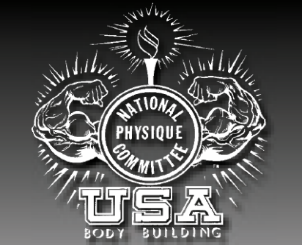 NATIONAL
PHYSIQUE
COMMITTEE
USA
BODY BUILDING